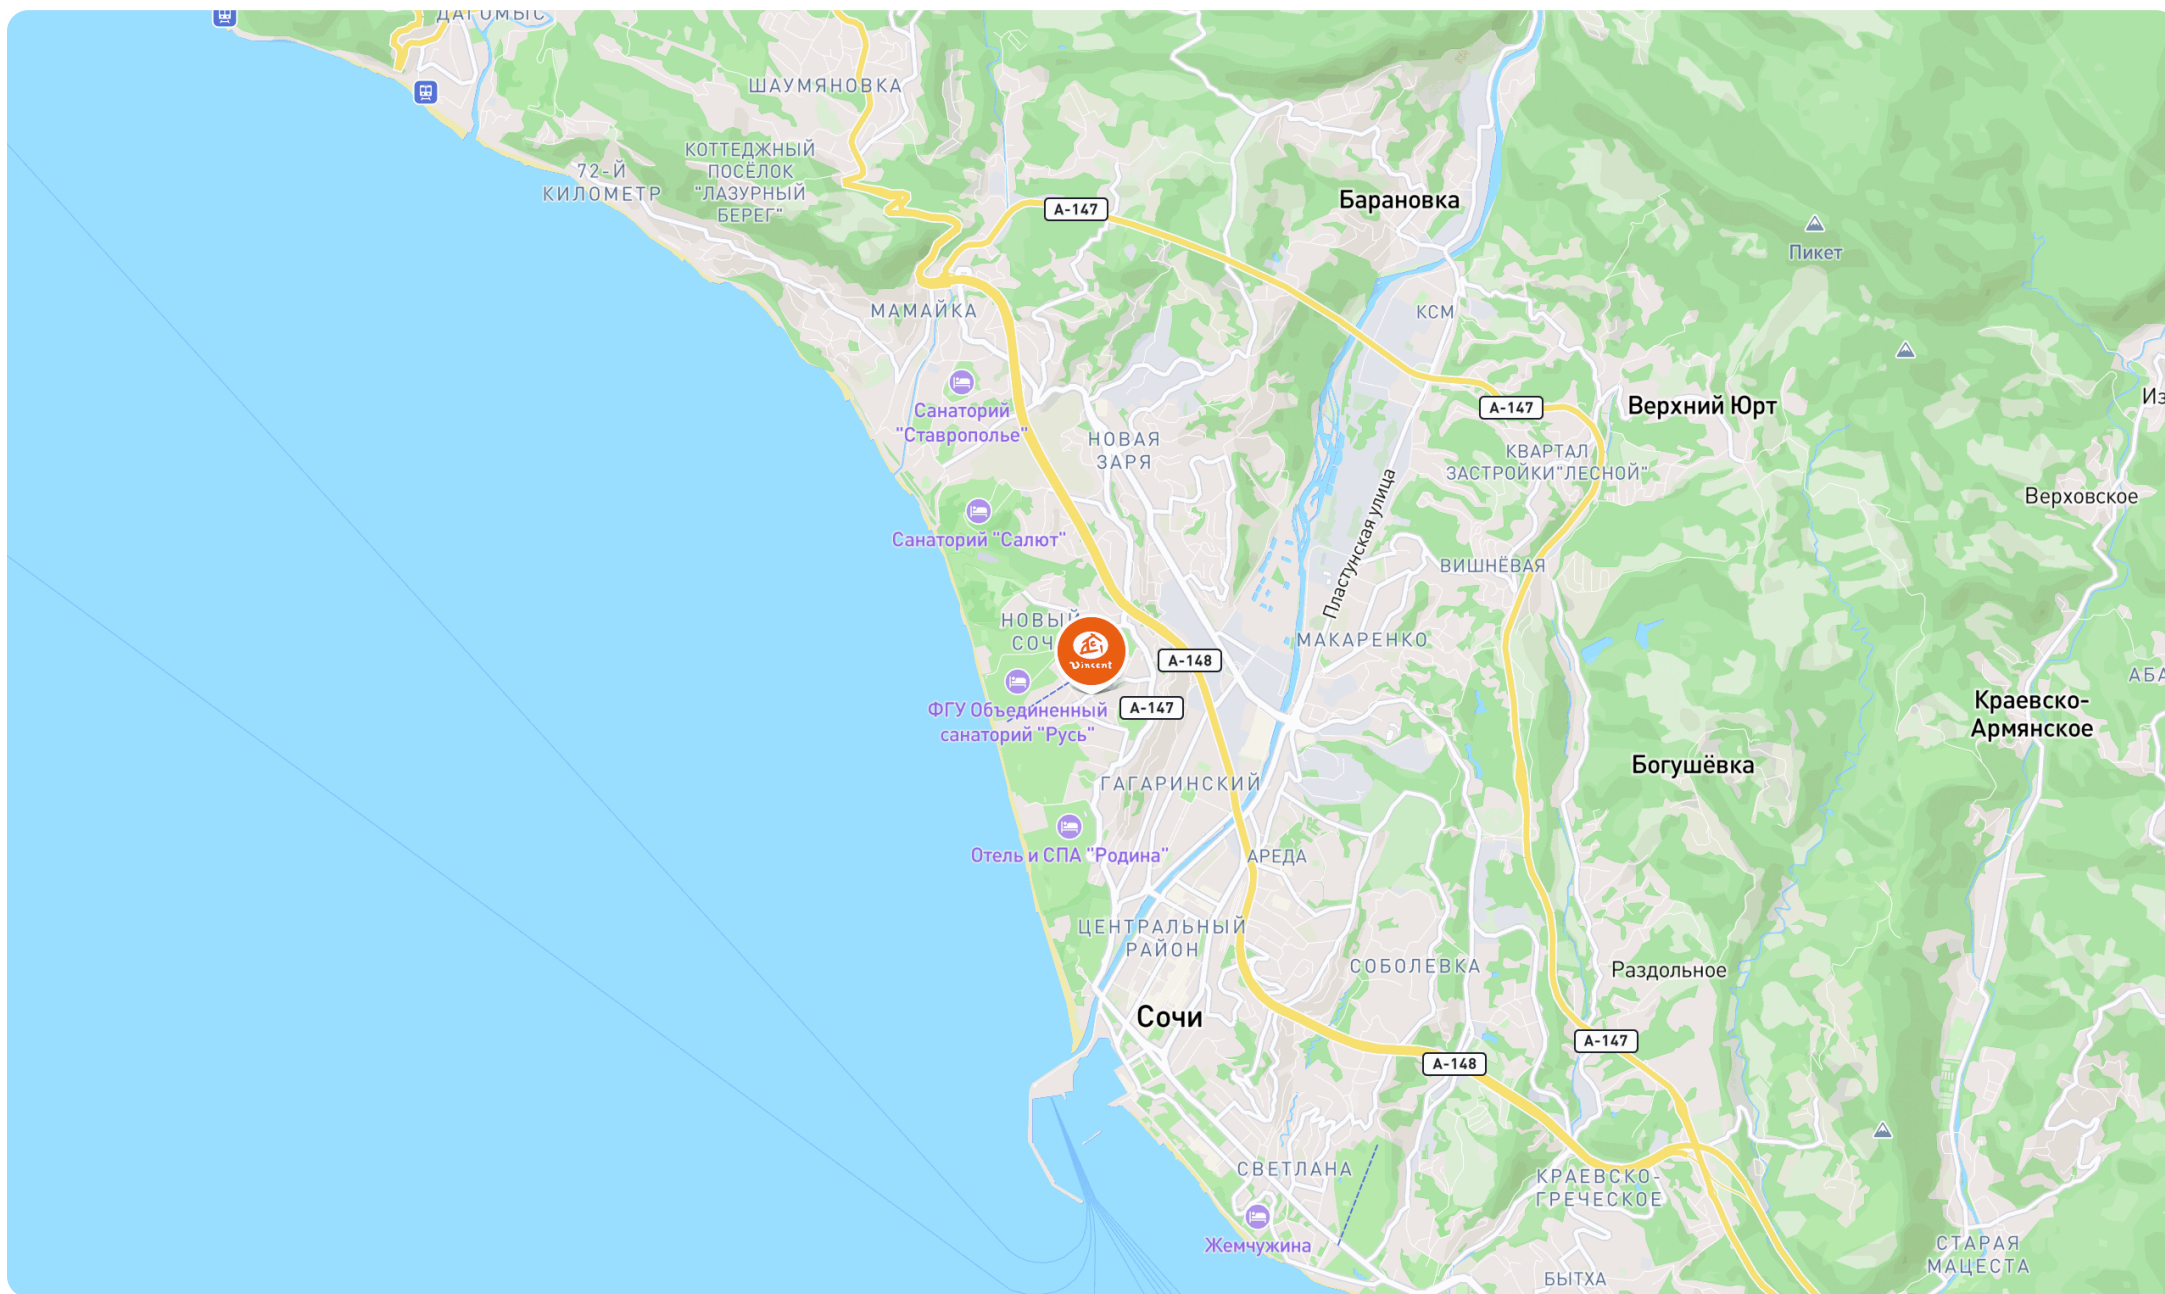 ДАГОМЫС
ШАУМЯНОВКА
КОТТЕДЖНЫЙ
ПОСЁЛОК
"ЛАЗУРНЫЙ
БЕРЕГ"
72-Й
КИЛОМЕТР
А-147
Барановка
Пикет
МАМАЙКА
КСМ
Санаторий
"Ставрополье"
НОВАЯ
ЗАРЯ
А-147
Верхний Юрт
Из
КВАРТАЛ
ЗАСТРОЙКИ"ЛЕСНОЙ"
Верховское
Пластунская улица
Санаторий "Салют"
ВИШНЁВАЯ
НОВЫЙ
СОЧ
Vincent
МАКАРЕНКО
А-148
АБА
А-147
ФГУ Объединенный
санаторий "Русь"
Краевско-
Армянское
Богушёвка
ГАГАРИНСКИЙ
Отель и СПА "Родина"
АРЕДА
ЦЕНТРАЛЬНЫЙ
РАЙОН
СОБОЛЕВКА
Раздольное
Сочи
А-147
А-148
СВЕТЛАНА
КРАЕВСКО-
ГРЕЧЕСКОЕ
Жемчужина
СТАРАЯ
МАЦЕСТА
БЫТХА